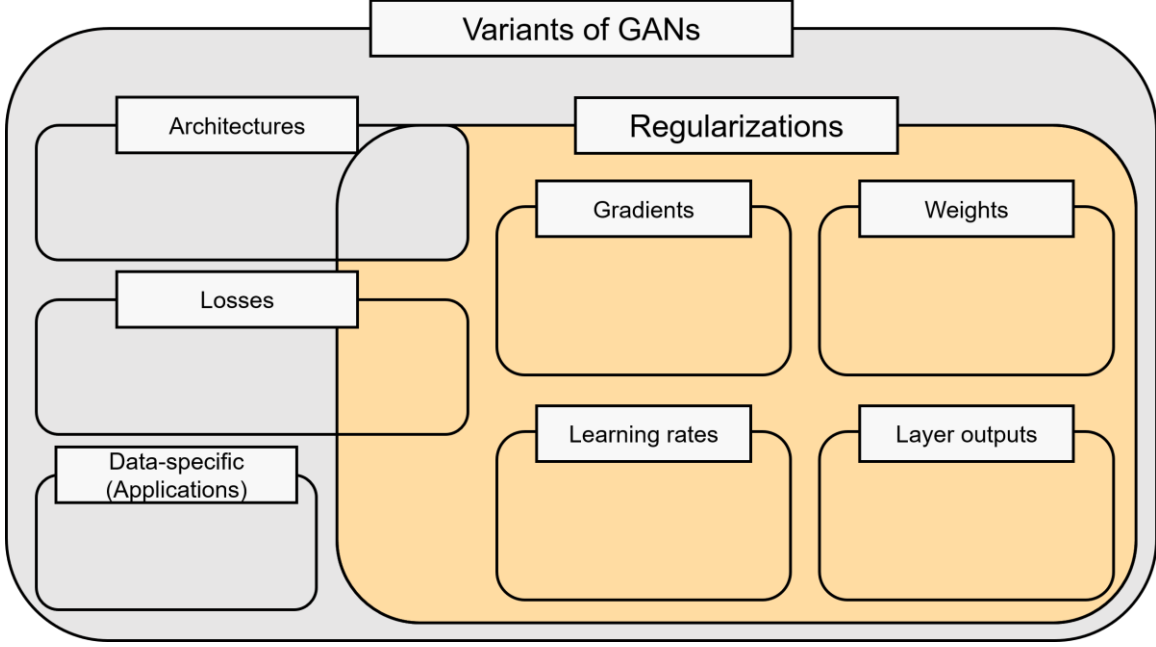 Variants of GANs
Architectures
Regularizations
Gradients
Weights
Losses
Learning rates
Layer outputs
Data-specific
(Applications)